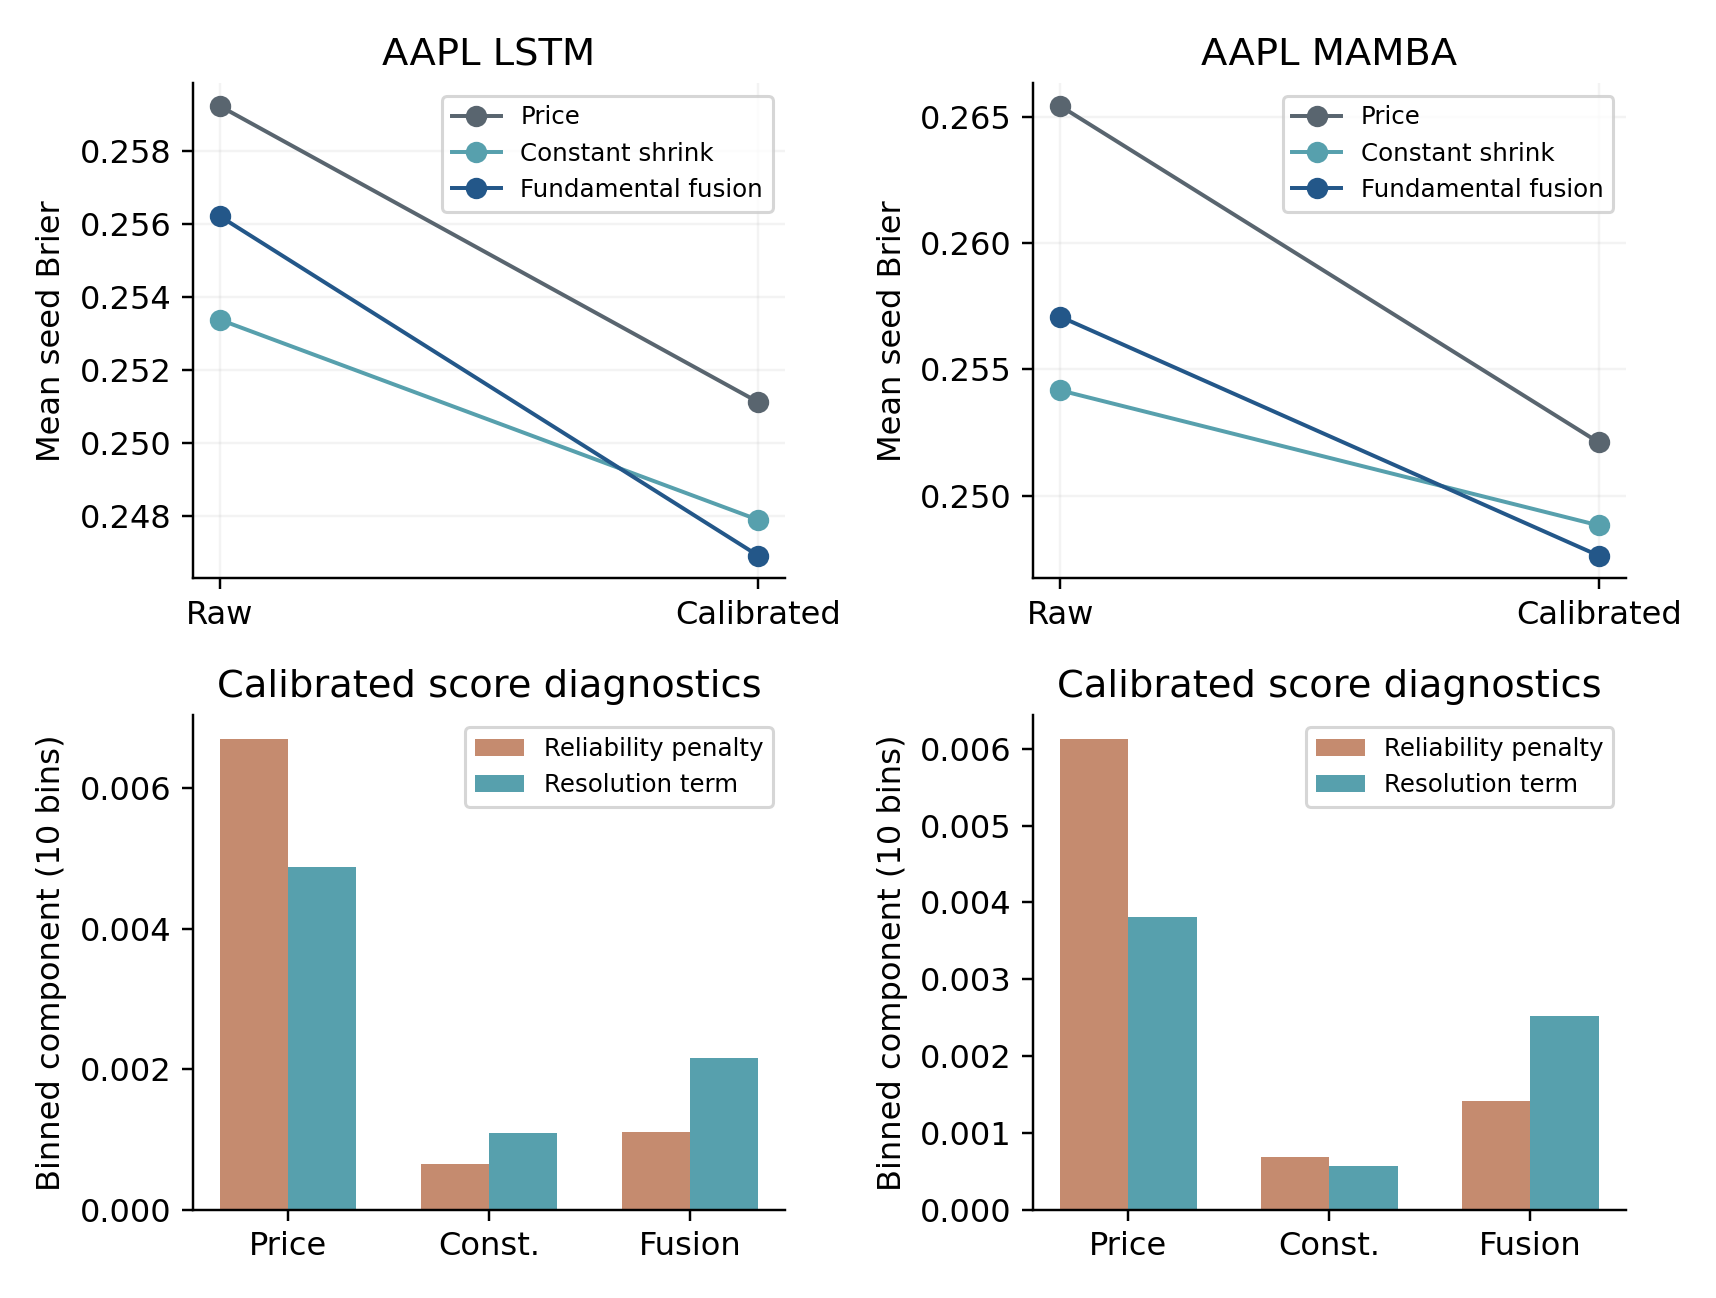 AAPL LSTM
Mean seed Brier
0.258
0.256
0.254
0.252
0.250
0.248
Price
Constant shrink
Fundamental fusion
Raw
Calibrated
AAPL MAMBA
Mean seed Brier
0.265
0.260
0.255
0.250
Price
Constant shrink
Fundamental fusion
Raw
Calibrated
Calibrated score diagnostics
Binned component (10 bins)
0.006
0.004
0.002
0.000
Reliability penalty
Resolution term
Price
Const.
Fusion
Calibrated score diagnostics
Binned component (10 bins)
0.006
0.005
0.004
0.003
0.002
0.001
0.000
Reliability penalty
Resolution term
Price
Const.
Fusion